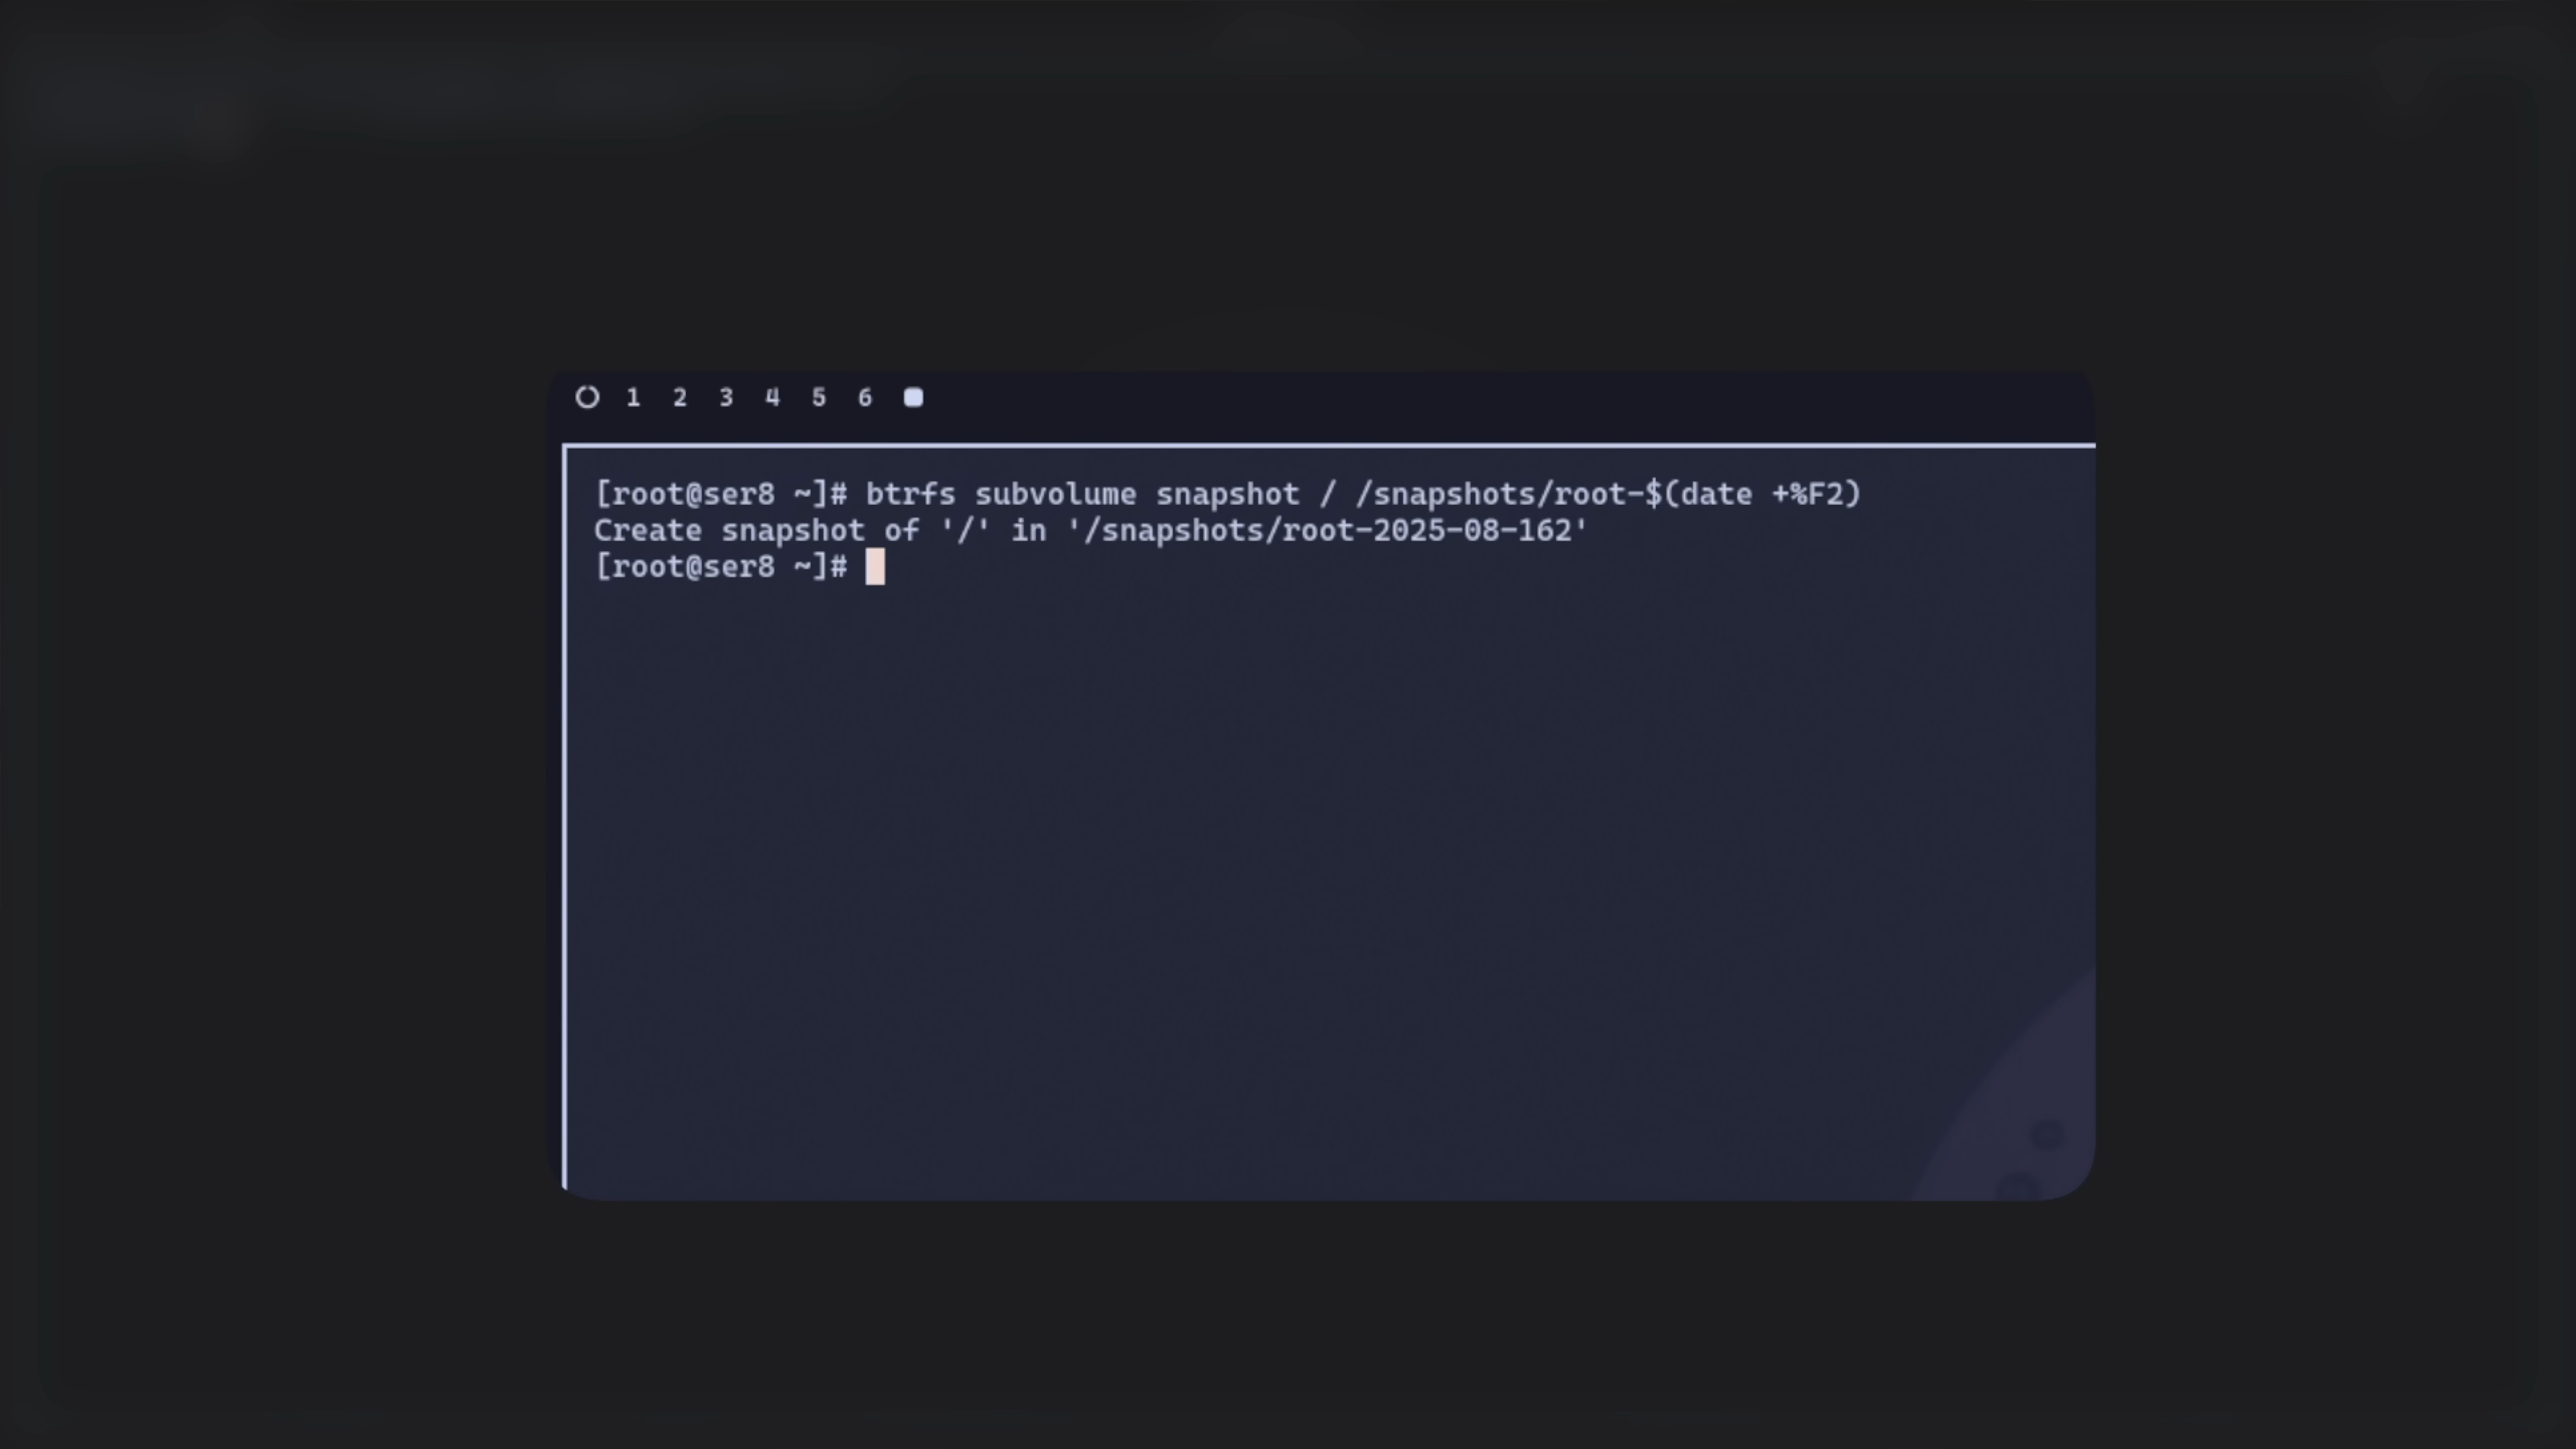 1 2 3 4 5 6
[root@ser8 ~]# btrfs subvolume snapshot / /snapshots/root-$(date +%F2)
Create snapshot of '/' in '/snapshots/root-2025-08-162'
[root@ser8 ~]#